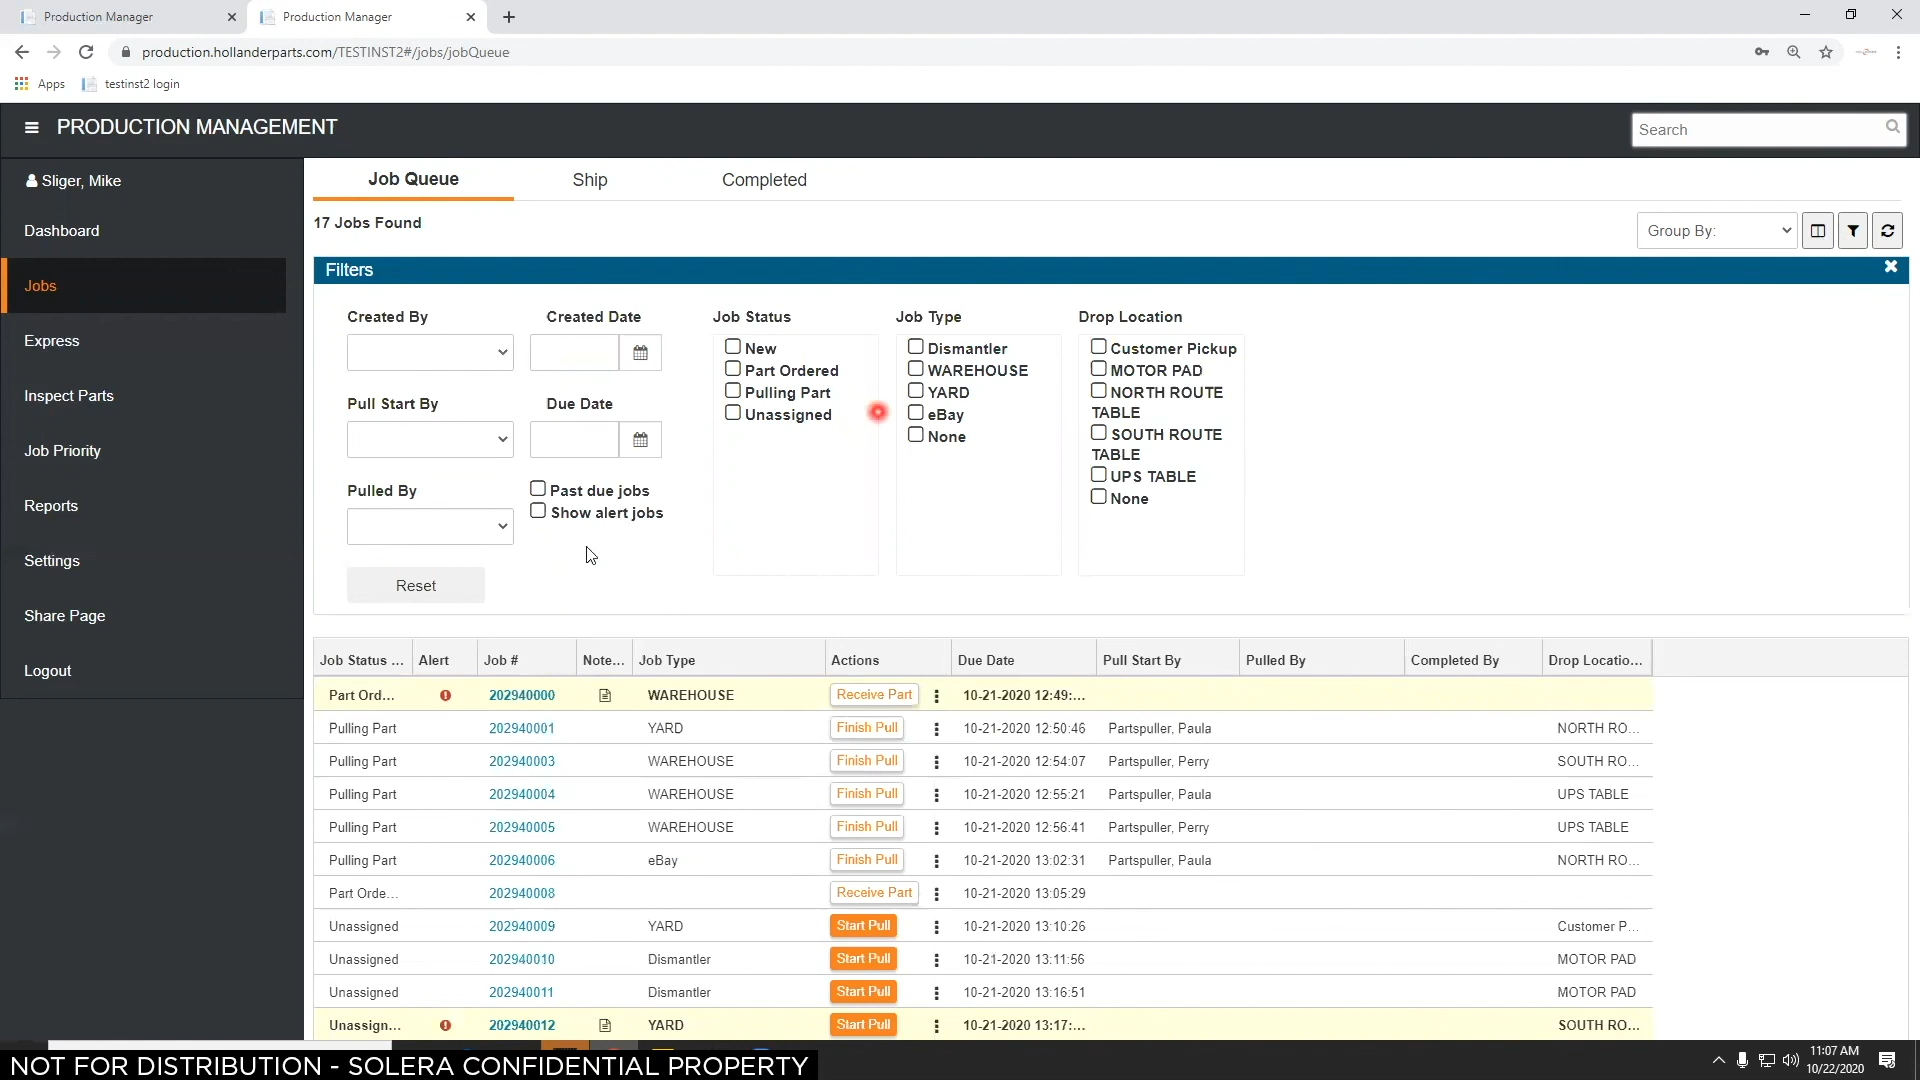 Production Manager
Production Manager
production.hollanderparts.com/TESTINST2#/jobs/jobQueue
Apps
testinst2 login
PRODUCTION MANAGEMENT
Search
Sliger, Mike
Dashboard
Jobs
Express
Inspect Parts
Job Priority
Reports
Settings
Share Page
Logout
Job Queue
Ship
Completed
17 Jobs Found
Group By:
Filters
Created By
Created Date
Pull Start By
Due Date
Pulled By
Past due jobs
Show alert jobs
Reset
Job Status
New
Part Ordered
Pulling Part
Unassigned
Job Type
Dismantler
WAREHOUSE
YARD
eBay
None
Drop Location
Customer Pickup
MOTOR PAD
NORTH ROUTE
TABLE
SOUTH ROUTE
TABLE
UPS TABLE
None
Job Status ... Alert Job # Note... Job Type Actions Due Date Pull Start By Pulled By Completed By Drop Locatio...
Part Ord... 202940000 WAREHOUSE Receive Part 10-21-2020 12:49:...
Pulling Part 202940001 YARD Finish Pull 10-21-2020 12:50:46 Partspuller, Paula NORTH RO...
Pulling Part 202940003 WAREHOUSE Finish Pull 10-21-2020 12:54:07 Partspuller, Perry SOUTH RO...
Pulling Part 202940004 WAREHOUSE Finish Pull 10-21-2020 12:55:21 Partspuller, Paula UPS TABLE
Pulling Part 202940005 WAREHOUSE Finish Pull 10-21-2020 12:56:41 Partspuller, Perry UPS TABLE
Pulling Part 202940006 eBay Finish Pull 10-21-2020 13:02:31 Partspuller, Paula NORTH RO...
Part Orde... 202940008 Receive Part 10-21-2020 13:05:29
Unassigned 202940009 YARD Start Pull 10-21-2020 13:10:26 Customer P...
Unassigned 202940010 Dismantler Start Pull 10-21-2020 13:11:56 MOTOR PAD
Unassigned 202940011 Dismantler Start Pull 10-21-2020 13:16:51 MOTOR PAD
Unassign... 202940012 YARD Start Pull 10-21-2020 13:17:... SOUTH RO...
NOT FOR DISTRIBUTION - SOLERA CONFIDENTIAL PROPERTY
11:07 AM
10/22/2020